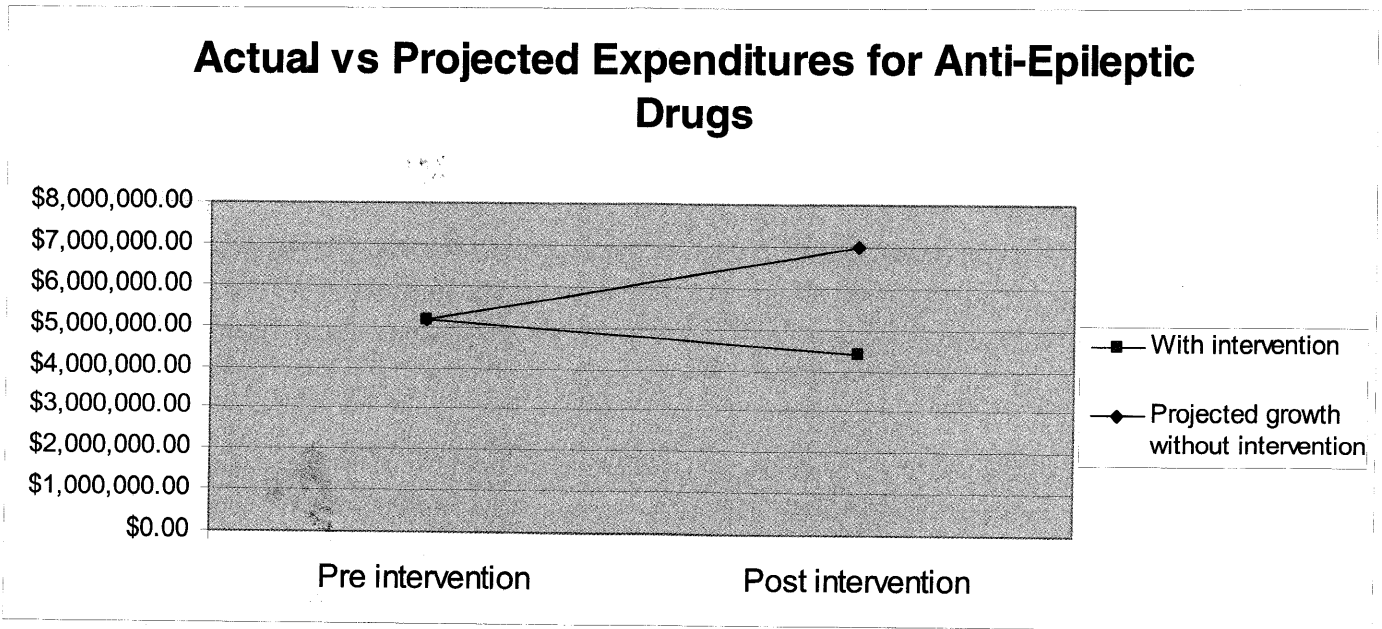 Actual vs Projected Expenditures for Anti-Epileptic
Drugs
$8,000,000.00
$7,000,000.00
$6,000,000.00
$5,000,000.00
$4,000,000.00
$3,000,000.00
$2,000,000.00
$1,000,000.00
$0.00
Pre intervention
Post intervention
With intervention
Projected growth
without intervention